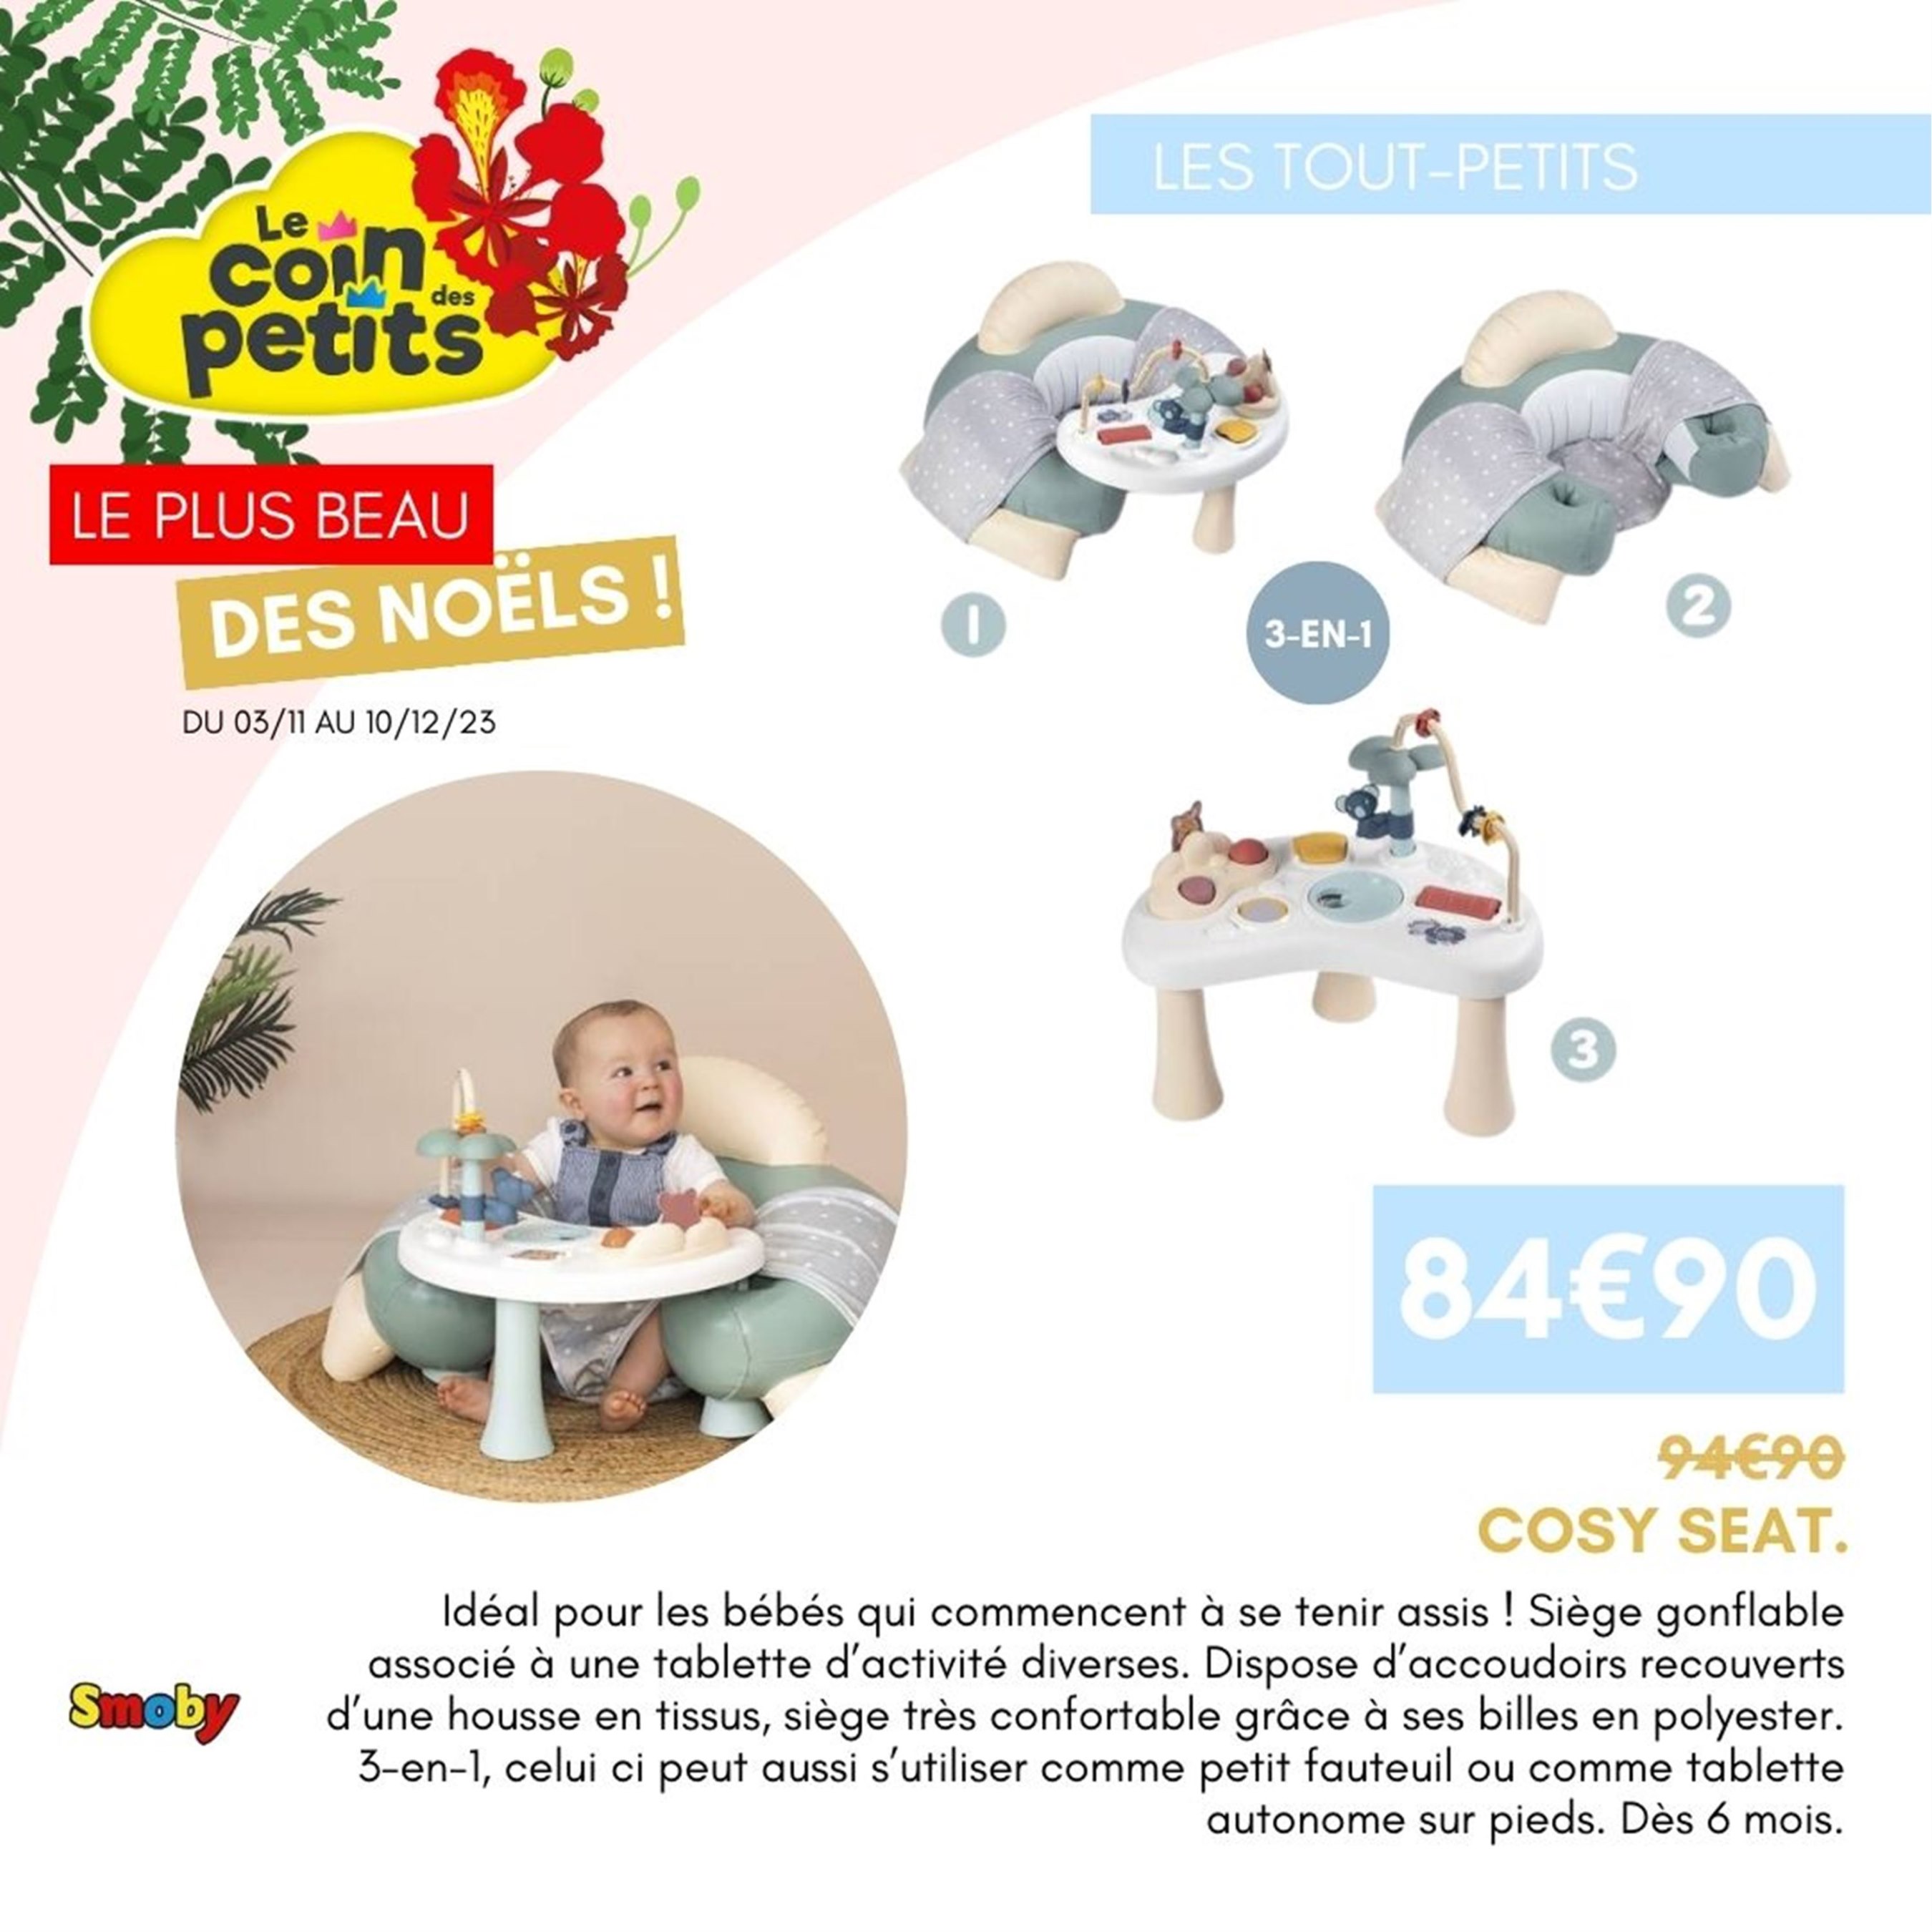 Le
coin
des
petits
LE PLUS BEAU
DES NOËLS !
DU 03/11 AU 10/12/23
LES TOUT-PETITS
1
3-EN-1
2
3
84€90
94€90
COSY SEAT.
Idéal pour les bébés qui commencent à se tenir assis ! Siège gonflable
associé à une tablette d'activité diverses. Dispose d'accoudoirs recouverts
d'une housse en tissus, siège très confortable grâce à ses billes en polyester.
3-en-1, celui ci peut aussi s'utiliser comme petit fauteuil ou comme tablette
autonome sur pieds. Dès 6 mois.
Smoby